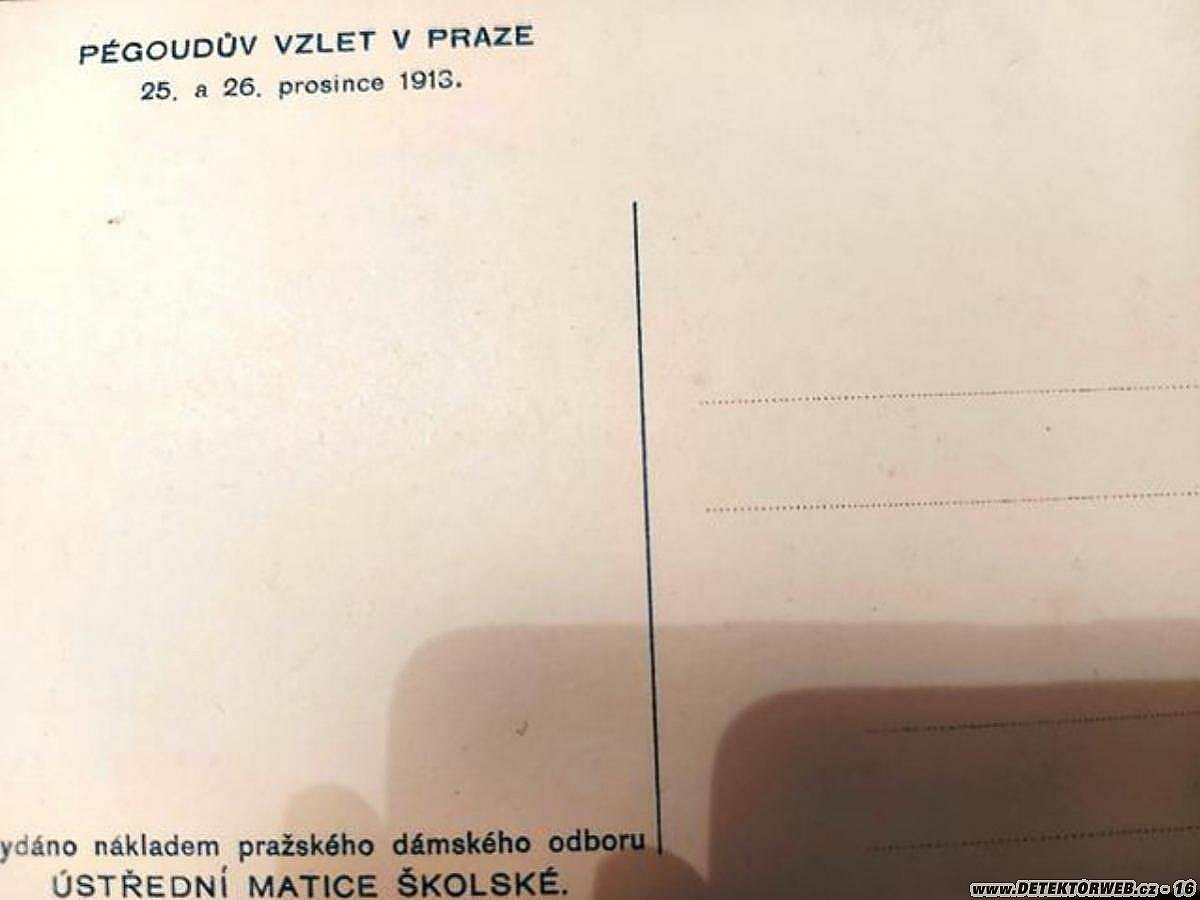 PÉGOUDŮV VZLET V PRAZE
25. a 26. prosince 1913.
ydáno nákladem pražského dámského odboru
ÚSTŘEDNÍ MATICE ŠKOLSKÉ.
www.DETEKTORWEB.cz - 16